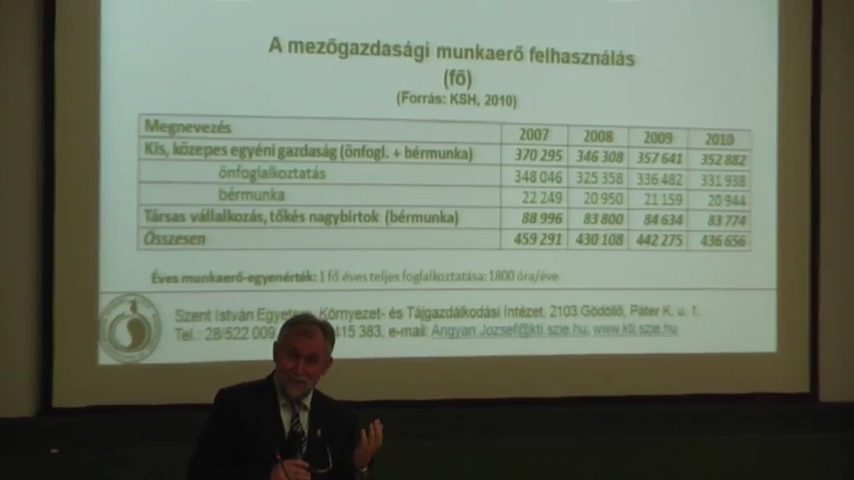 A mezőgazdasági munkaerő felhasználás
(fő)
(Forrás: KSH, 2010)
Megnevezés 2007 2008 2009 2010
Kis, közepes egyéni gazdaság (önfogl. + bérmunka) 370 295 346 308 357 641 352 882
önfoglalkoztatás 348 046 325 358 336 482 331 938
bérmunka 22 249 20 950 21 159 20 944
Társas vállalkozás, tőkés nagybirtok (bérmunka) 88 996 83 800 84 634 83 774
Összesen 459 291 430 108 442 275 436 656
Éves munkaerő-egyenérték: 1 fő éves teljes foglalkoztatása: 1800 óra/éve
Szent István Egyetem, Környezet- és Tájgazdálkodási Intézet, 2103 Gödöllő, Páter K. u. 1.
Tel.: 28/522 009 415 383, e-mail: Angyan.Jozsef@kti.szie.hu, www.kti.szie.hu